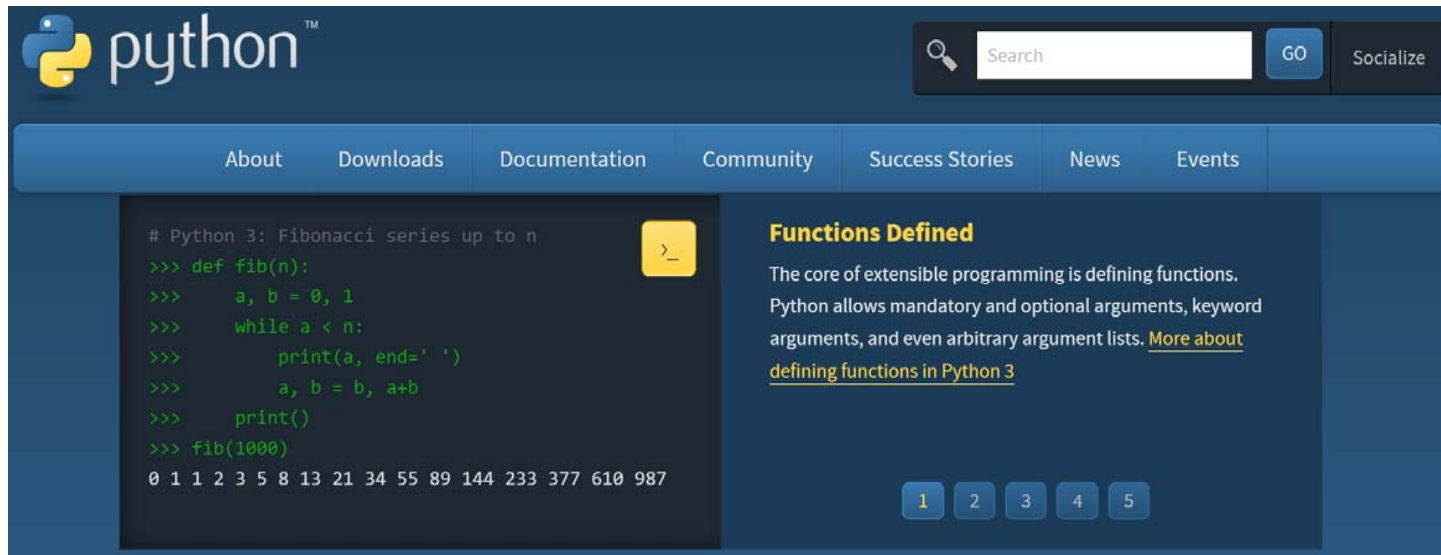 python™
Search
GO
Socialize
About Downloads Documentation Community Success Stories News Events
# Python 3: Fibonacci series up to n
>>> def fib(n):
>>>     a, b = 0, 1
>>>     while a < n:
>>>         print(a, end=' ')
>>>         a, b = b, a+b
>>>     print()
>>> fib(1000)
0 1 1 2 3 5 8 13 21 34 55 89 144 233 377 610 987
>_
Functions Defined
The core of extensible programming is defining functions.
Python allows mandatory and optional arguments, keyword
arguments, and even arbitrary argument lists. More about
defining functions in Python 3
1 2 3 4 5